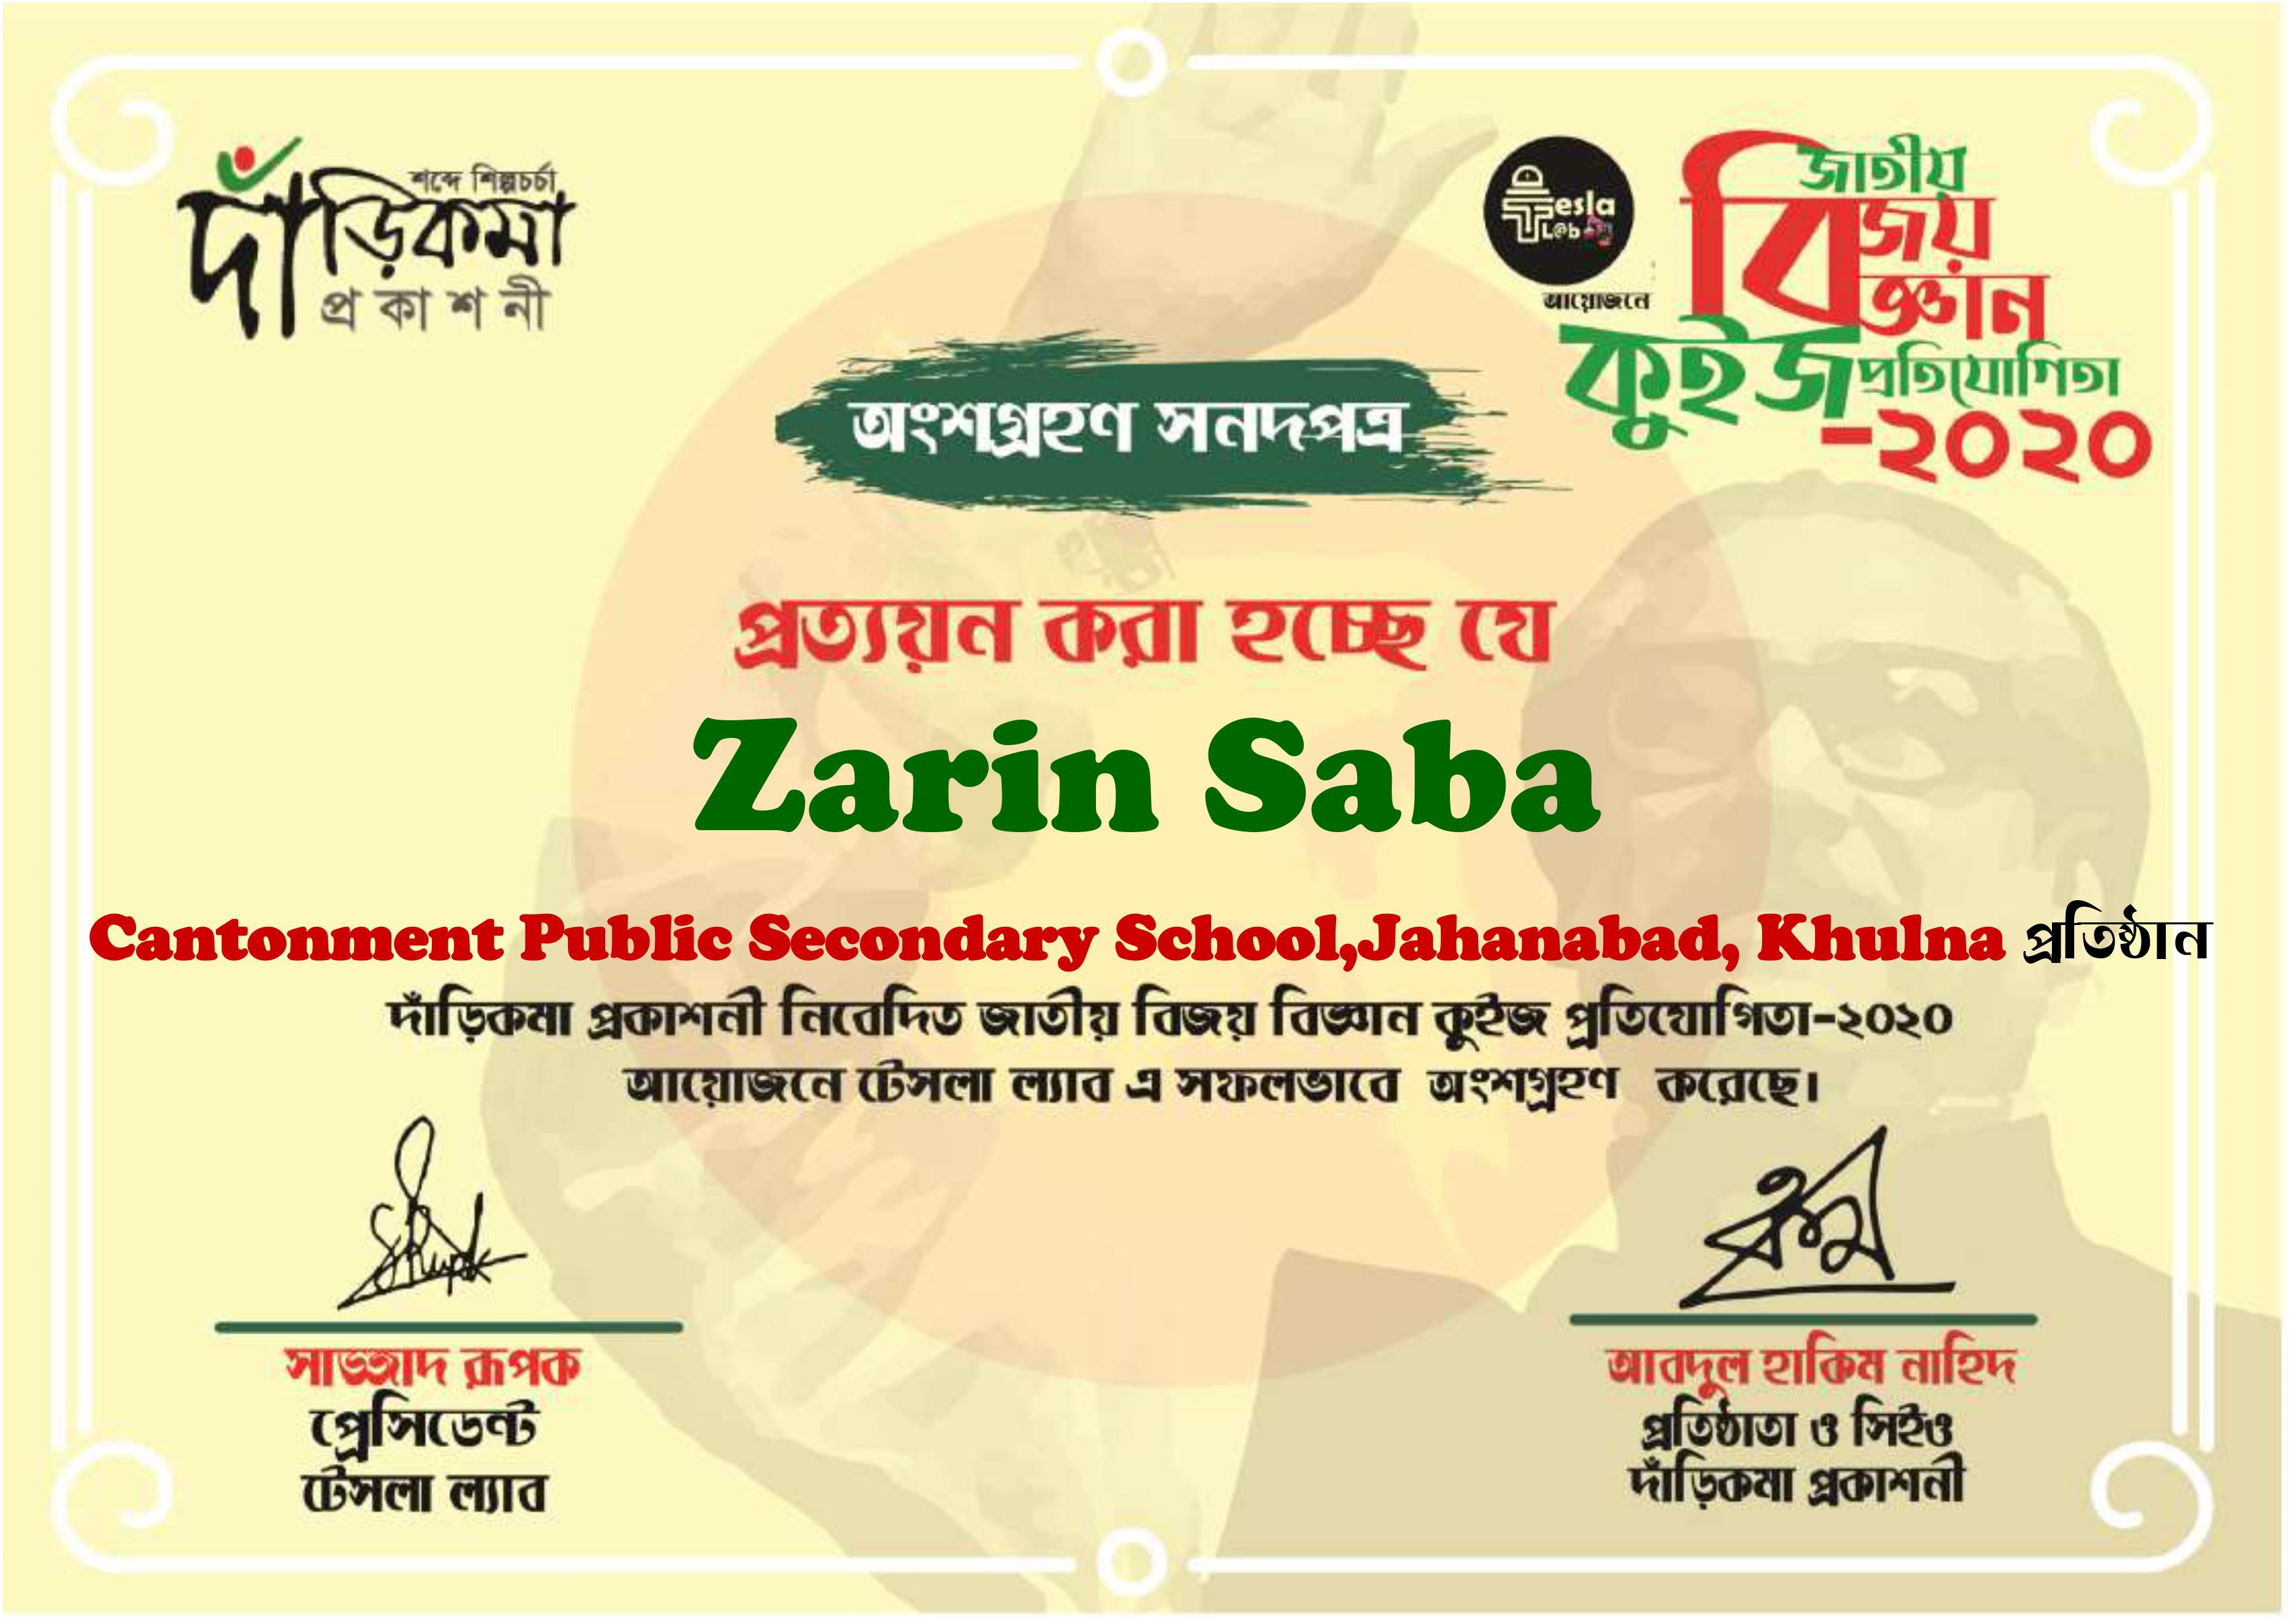 শব্দে শিল্পচর্চা
দাঁড়িকমা
প্রকাশনী
Tesla
L@b
আয়োজনে
জাতীয়
বিজয়
বিজ্ঞান
কুইজ প্রতিযোগিতা
-২০২০
অংশগ্রহণ সনদপত্র
প্রত্যয়ন করা হচ্ছে যে
Zarin Saba
Cantonment Public Secondary School,Jahanabad, Khulna প্রতিষ্ঠান
দাঁড়িকমা প্রকাশনী নিবেদিত জাতীয় বিজয় বিজ্ঞান কুইজ প্রতিযোগিতা-২০২০
আয়োজনে টেসলা ল্যাব এ সফলভাবে অংশগ্রহণ করেছে।
সাজ্জাদ রূপক
প্রেসিডেন্ট
টেসলা ল্যাব
আবদুল হাকিম নাহিদ
প্রতিষ্ঠাতা ও সিইও
দাঁড়িকমা প্রকাশনী